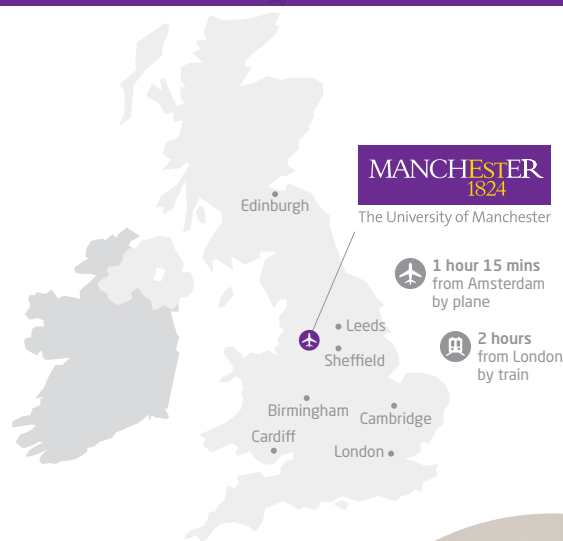 MANCHESTER
1824
The University of Manchester
Edinburgh
1 hour 15 mins
from Amsterdam
by plane
Leeds
2 hours
from London
by train
Sheffield
Birmingham
Cambridge
Cardiff
London